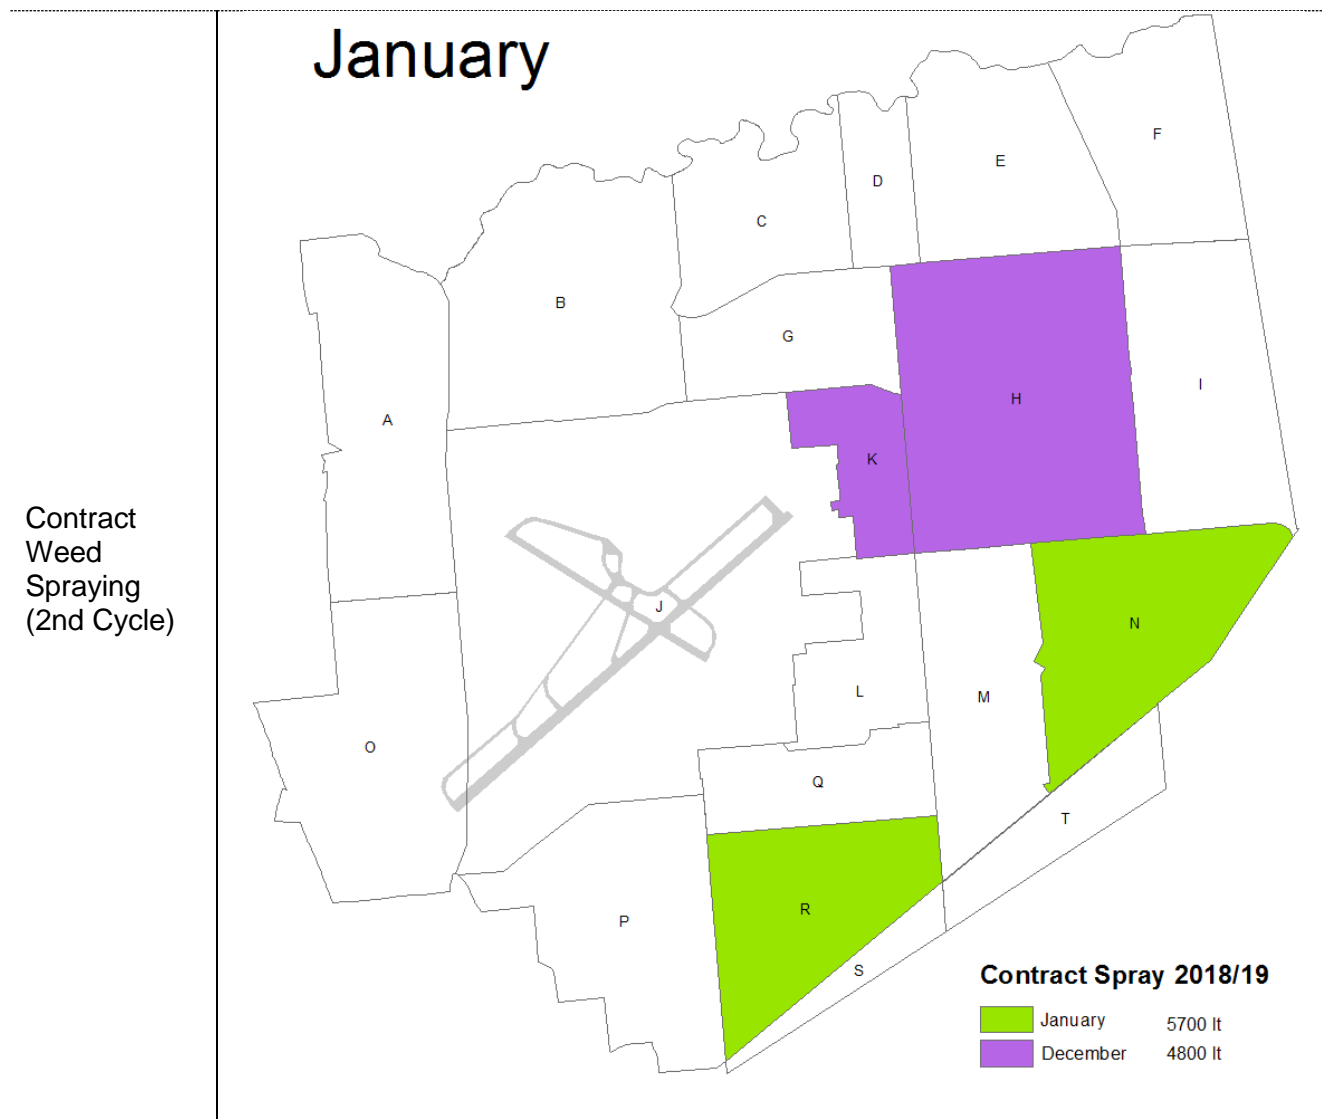 January
Contract
Weed
Spraying
(2nd Cycle)
F
E
D
C
B
G
I
H
A
K
J
N
L
M
O
Q
T
R
P
S
Contract Spray 2018/19
January 5700 lt
December 4800 lt